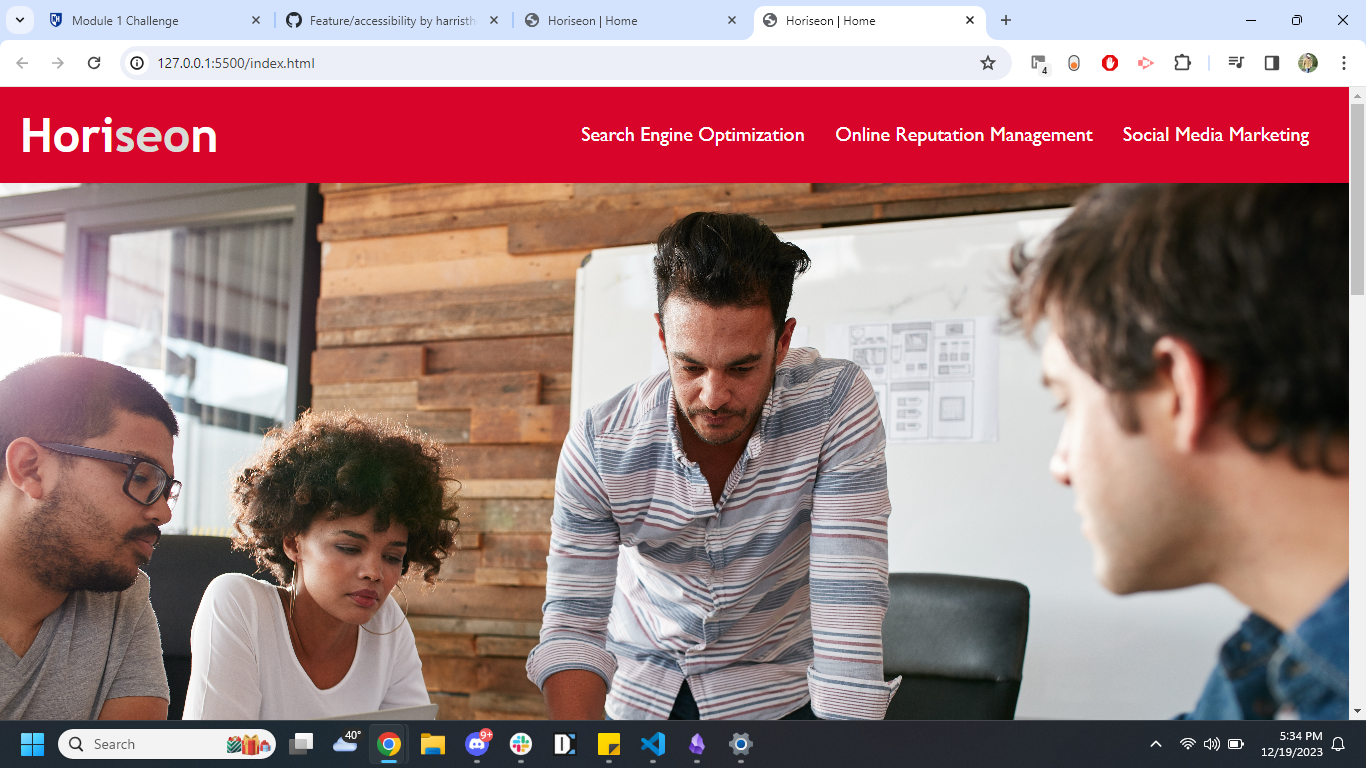 Module 1 Challenge
Feature/accessibility by harristh
Horiseon | Home
Horiseon | Home
127.0.0.1:5500/index.html
4
Horiseon
Search Engine Optimization
Online Reputation Management
Social Media Marketing
Search
40°
9+
5:34 PM
12/19/2023